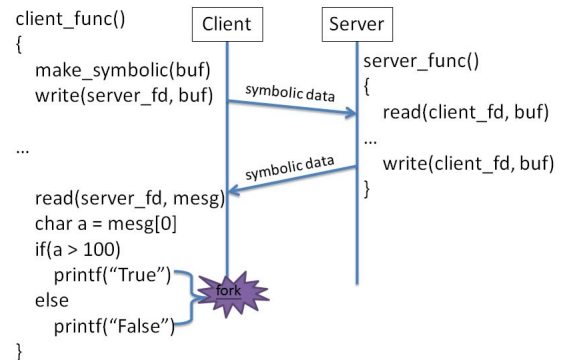 client_func()
{
make_symbolic(buf)
write(server_fd, buf)
...
read(server_fd, mesg)
char a = mesg[0]
if(a > 100)
printf(“True”)
else
printf(“False”)
}
Client
Server
symbolic data
symbolic data
fork
server_func()
{
read(client_fd, buf)
...
write(client_fd, buf)
}